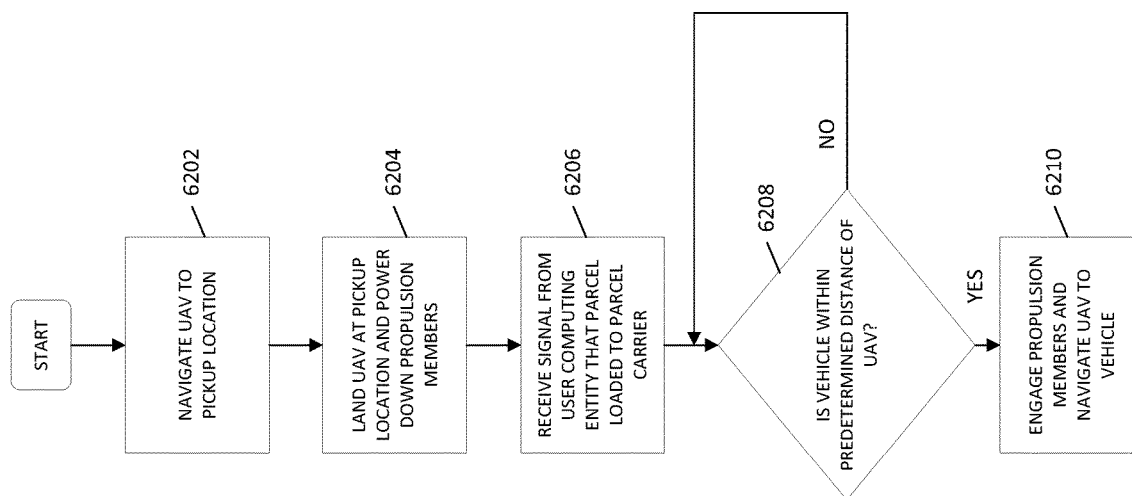 START
6202
NAVIGATE UAV TO
PICKUP LOCATION
6204
LAND UAV AT PICKUP
LOCATION AND POWER
DOWN PROPULSION
MEMBERS
6206
RECEIVE SIGNAL FROM
USER COMPUTING
ENTITY THAT PARCEL
LOADED TO PARCEL
CARRIER
6208
IS VEHICLE WITHIN
PREDETERMINED DISTANCE OF
UAV?
NO
YES
6210
ENGAGE PROPULSION
MEMBERS AND
NAVIGATE UAV TO
VEHICLE